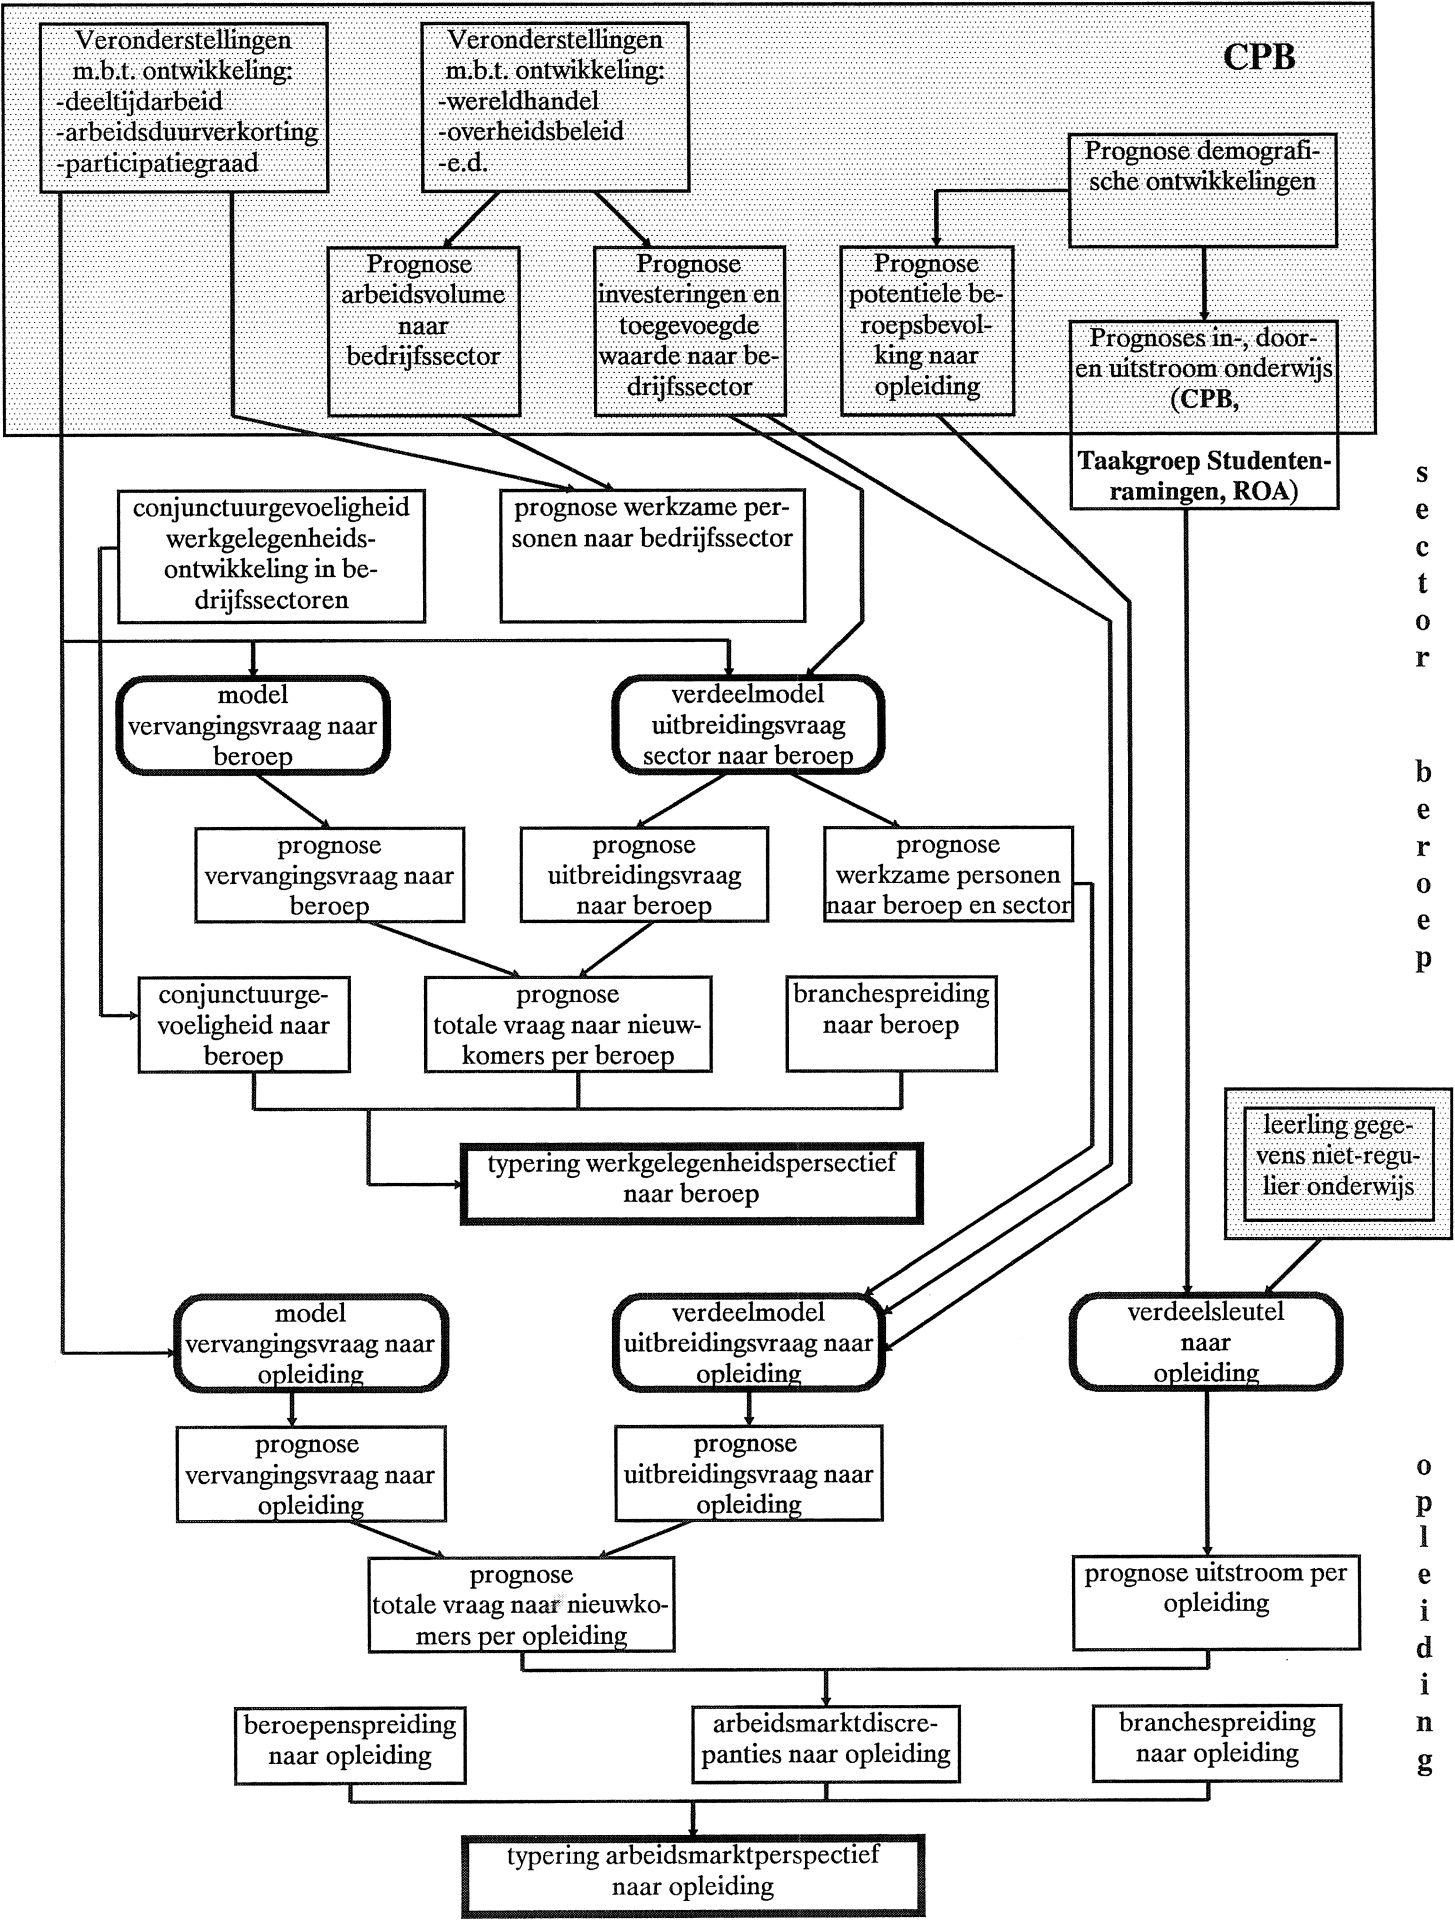 CPB
Veronderstellingen
m.b.t. ontwikkeling:
-deeltijdarbeid
-arbeidsduurverkorting
-participatiegraad
Veronderstellingen
m.b.t. ontwikkeling:
-wereldhandel
-overheidsbeleid
-e.d.
Prognose demografi-
sche ontwikkelingen
Prognose
arbeidsvolume
naar
bedrijfssector
Prognose
investeringen en
toegevoegde
waarde naar be-
drijfssector
Prognose
potentiele be-
roepsbevol-
king naar
opleiding
Prognoses in-, door-
en uitstroom onderwijs
(CPB,
Taakgroep Studenten-
ramingen, ROA)
conjunctuurgevoeligheid
werkgelegenheids-
ontwikkeling in be-
drijfssectoren
prognose werkzame per-
sonen naar bedrijfssector
s
e
c
t
o
r
model
vervangingsvraag naar
beroep
verdeelmodel
uitbreidingsvraag
sector naar beroep
prognose
vervangingsvraag naar
beroep
prognose
uitbreidingsvraag
naar beroep
prognose
werkzame personen
naar beroep en sector
b
e
r
o
e
p
conjunctuurge-
voeligheid naar
beroep
prognose
totale vraag naar nieuw-
komers per beroep
branchespreiding
naar beroep
typering werkgelegenheidspersectief
naar beroep
leerling gege-
vens niet-regu-
lier onderwijs
model
vervangingsvraag naar
opleiding
verdeelmodel
uitbreidingsvraag naar
opleiding
verdeelsleutel
naar
opleiding
prognose
vervangingsvraag naar
opleiding
prognose
uitbreidingsvraag naar
opleiding
prognose
totale vraag naar nieuwko-
mers per opleiding
prognose uitstroom per
opleiding
o
p
l
e
i
d
i
n
g
beroepenspreiding
naar opleiding
arbeidsmarktdiscre-
panties naar opleiding
branchespreiding
naar opleiding
typering arbeidsmarktperspectief
naar opleiding